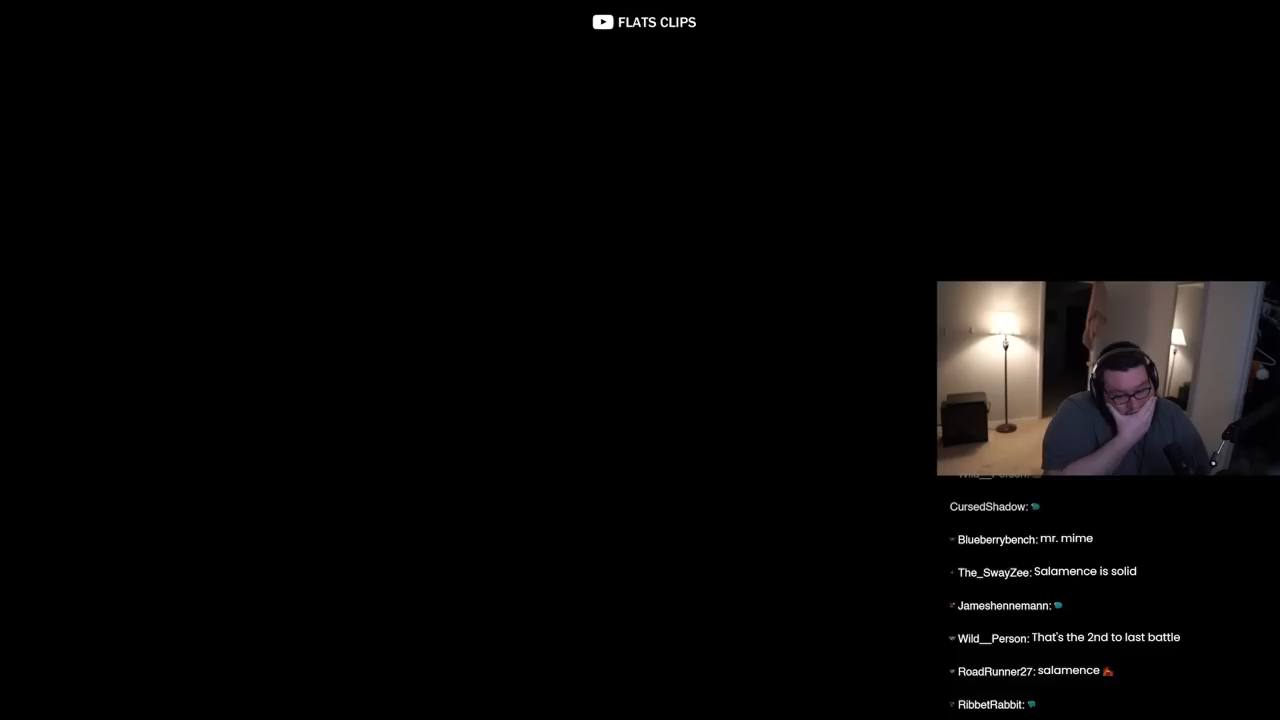 FLATS CLIPS
CursedShadow:
Blueberrybench: mr. mime
The_SwayZee: Salamence is solid
Jameshennemann:
Wild__Person: That's the 2nd to last battle
RoadRunner27: salamence
RibbetRabbit: